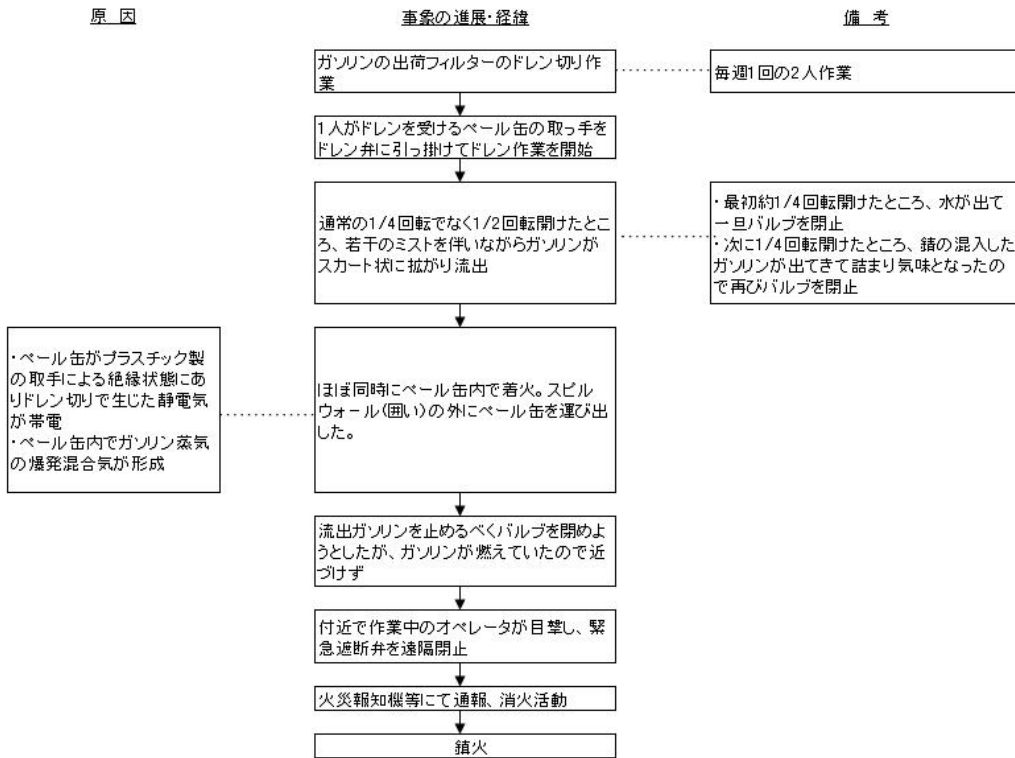 原 因
事象の進展・経緯
備 考
ガソリンの出荷フィルターのドレン切り作
業
毎週1回の2人作業
1人がドレンを受けるペール缶の取っ手を
ドレン弁に引っ掛けてドレン作業を開始
通常の1/4回転でなく1/2回転開けたとこ
ろ、若干のミストを伴いながらガソリンが
スカート状に拡がり流出
・最初約1/4回転開けたところ、水が出て
一旦バルブを閉止
・次に1/4回転開けたところ、錆の混入した
ガソリンが出てきて詰まり気味となったの
で再びバルブを閉止
・ペール缶がプラスチック製
の取手による絶縁状態にあ
りドレン切りで生じた静電気
が帯電
・ペール缶内でガソリン蒸気
の爆発混合気が形成
ほぼ同時にペール缶内で着火。スピル
ウォール(囲い)の外にペール缶を運び出
した。
流出ガソリンを止めるべくバルブを閉めよ
うとしたが、ガソリンが燃えていたので近
づけず
付近で作業中のオペレータが目撃し、緊
急遮断弁を遠隔閉止
火災報知機等にて通報、消火活動
鎮火